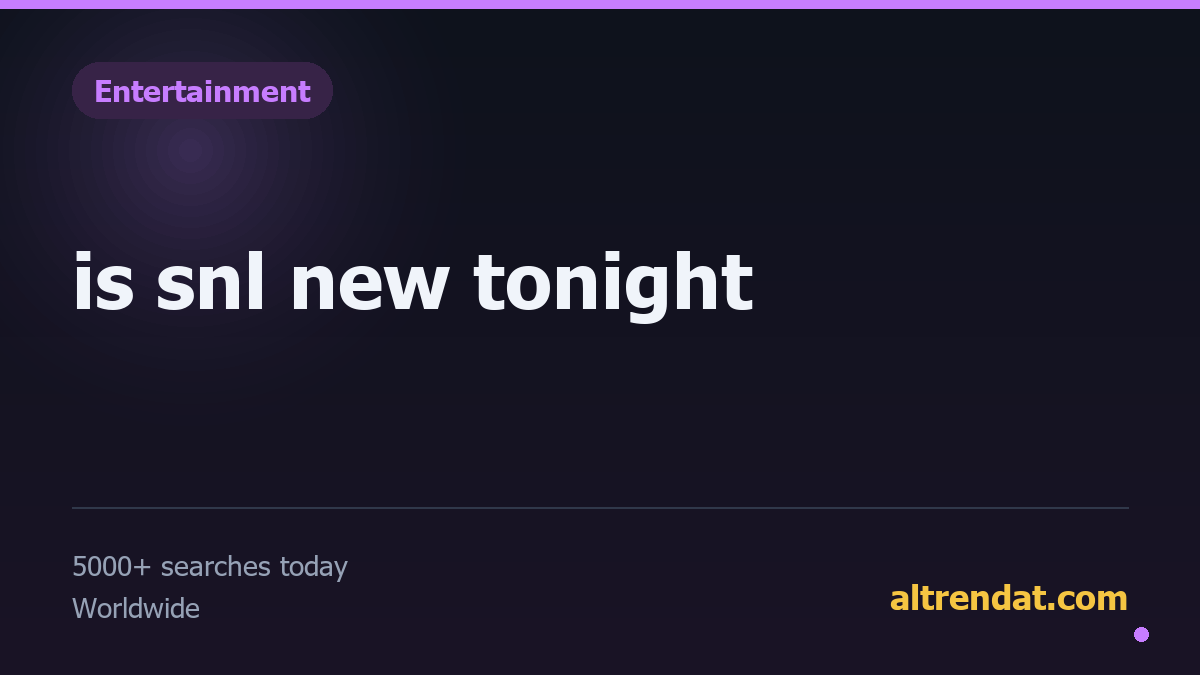 Entertainment
is snl new tonight
5000+ searches today
Worldwide
altrendat.com